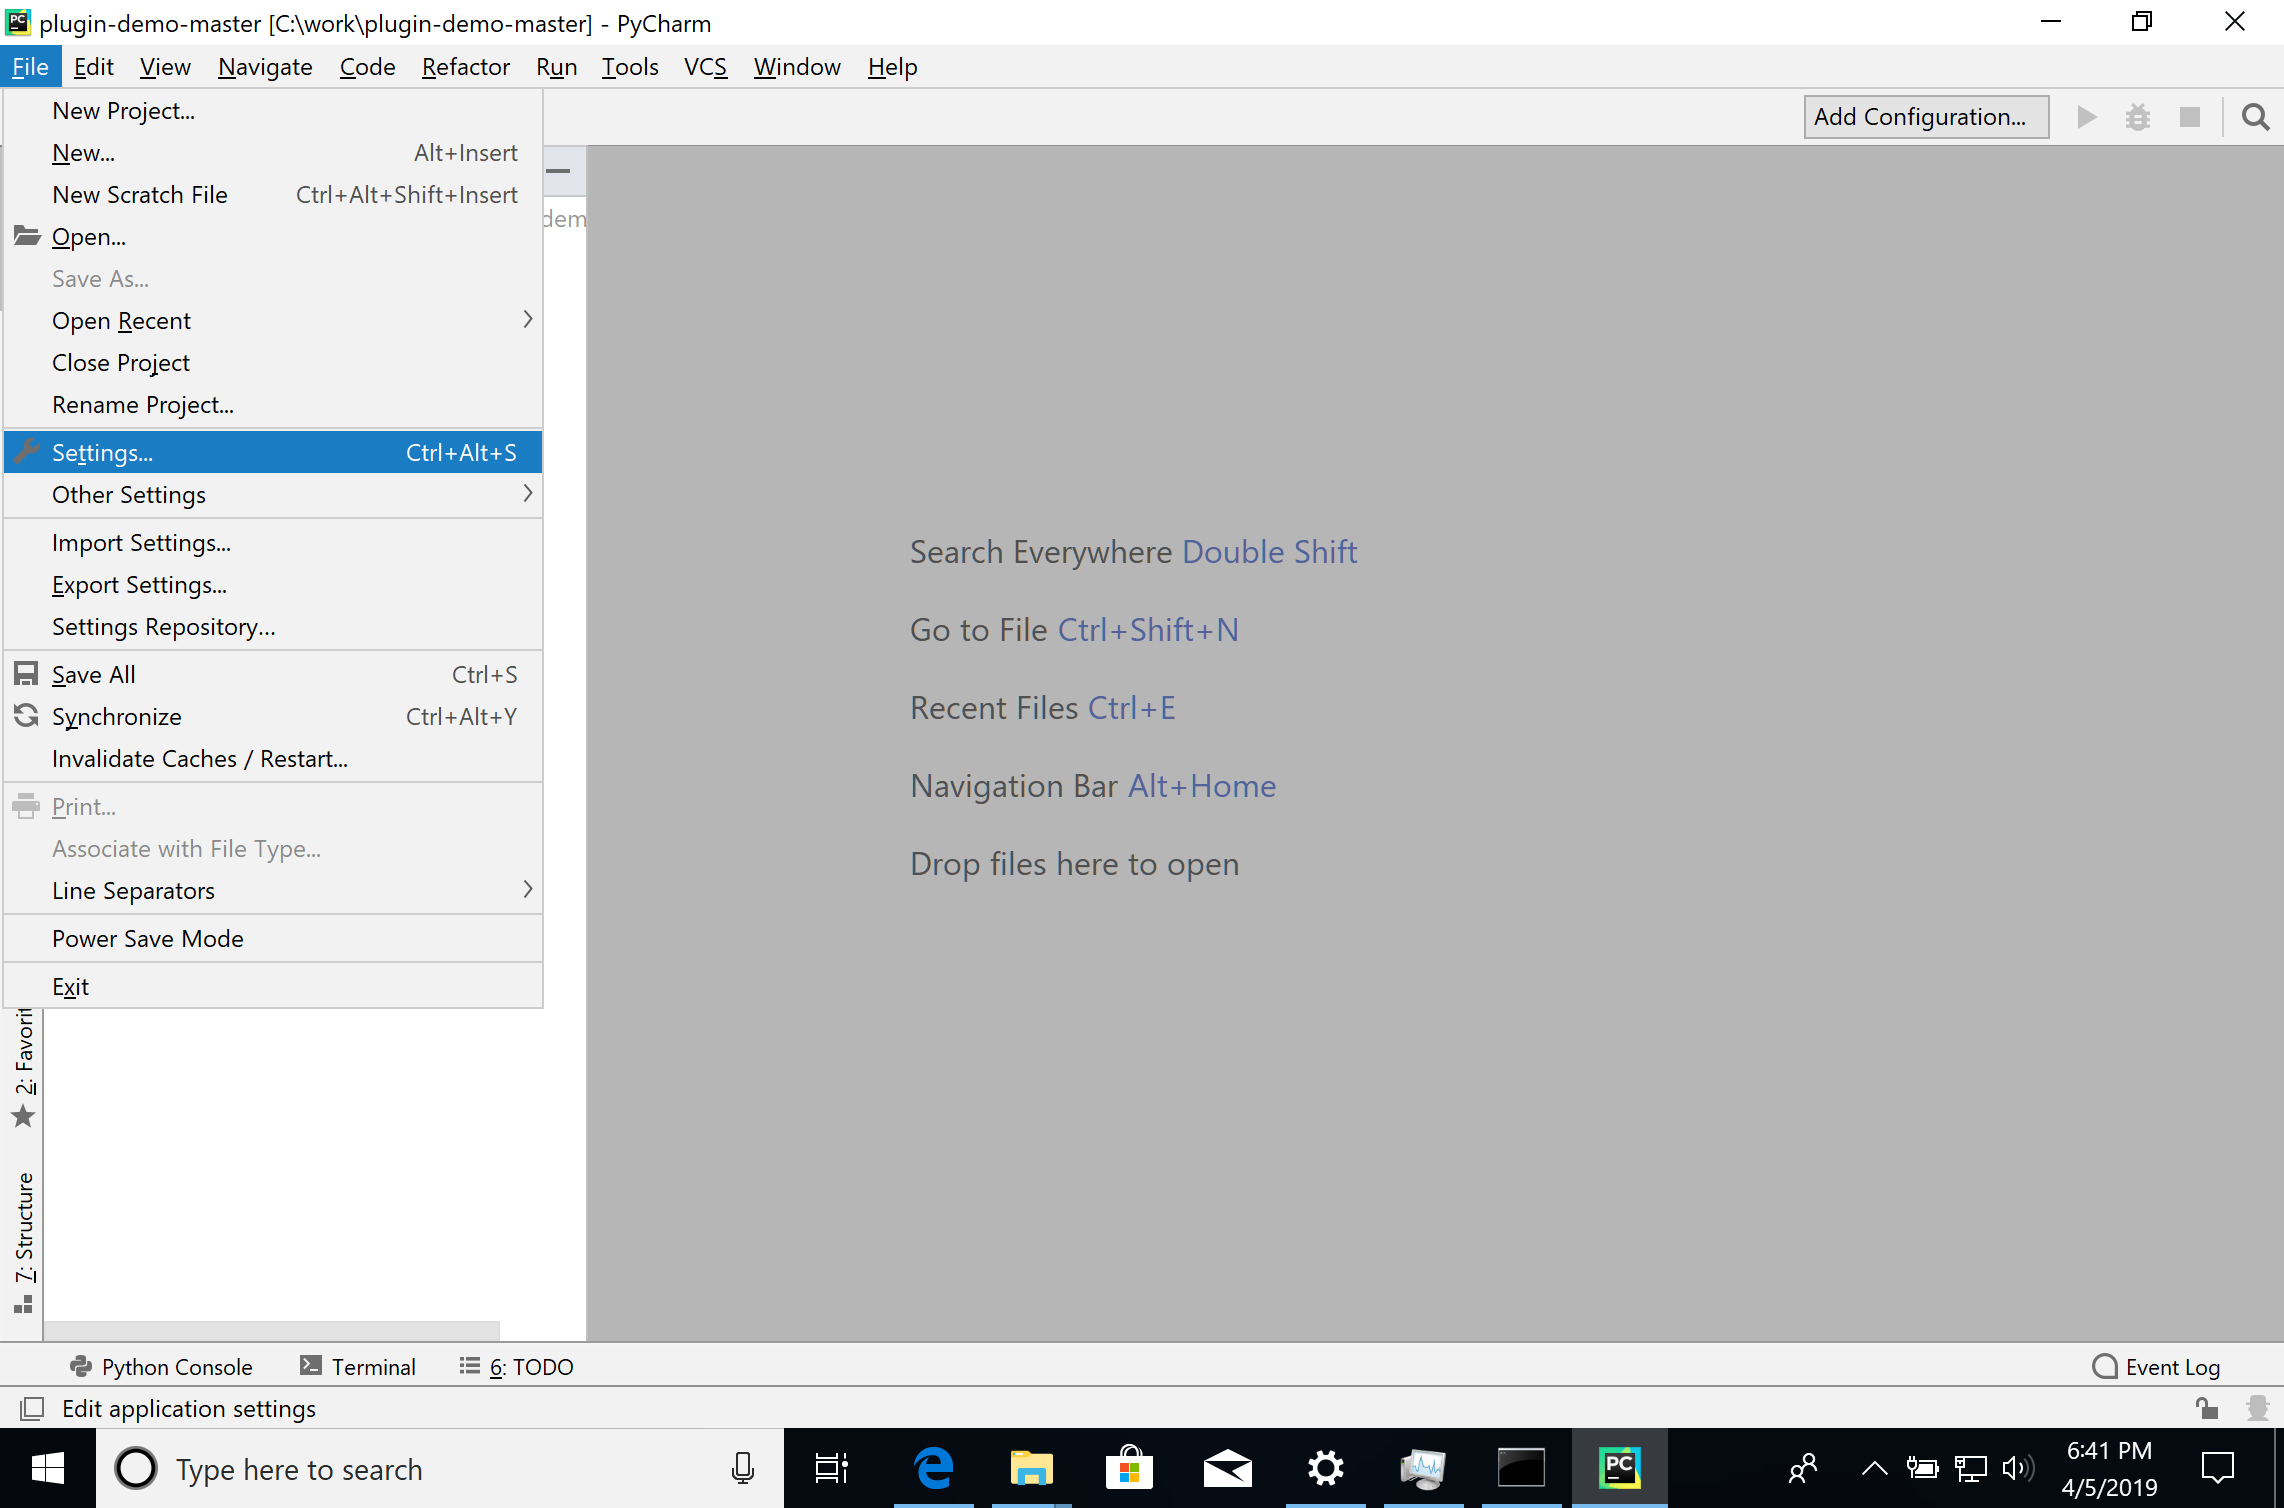 plugin-demo-master [C:\work\plugin-demo-master] - PyCharm
File Edit View Navigate Code Refactor Run Tools VCS Window Help
Add Configuration...
New Project...
New... Alt+Insert
New Scratch File Ctrl+Alt+Shift+Insert
Open...
Save As...
Open Recent
Close Project
Rename Project...
Settings... Ctrl+Alt+S
Other Settings
Import Settings...
Export Settings...
Settings Repository...
Save All Ctrl+S
Synchronize Ctrl+Alt+Y
Invalidate Caches / Restart...
Print...
Associate with File Type...
Line Separators
Power Save Mode
Exit
dem
Search Everywhere Double Shift
Go to File Ctrl+Shift+N
Recent Files Ctrl+E
Navigation Bar Alt+Home
Drop files here to open
2: Favorit
7: Structure
Python Console Terminal 6: TODO Event Log
Edit application settings
Type here to search
PC
6:41 PM
4/5/2019